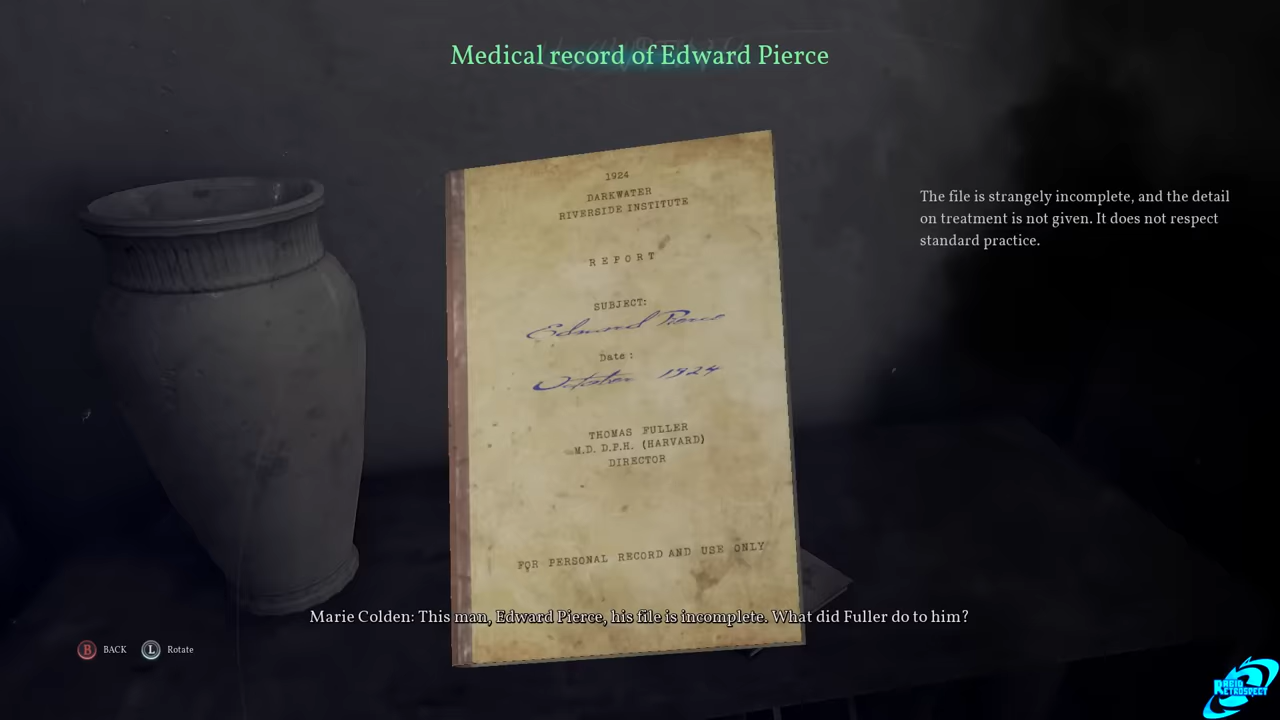 Medical record of Edward Pierce
1924
DARKWATER
RIVERSIDE INSTITUTE
REPORT
SUBJECT:
Edward Pierce
Date :
October 1924
THOMAS FULLER
M.D. D.P.H. (HARVARD)
DIRECTOR
FOR PERSONAL RECORD AND USE ONLY
The file is strangely incomplete, and the detail
on treatment is not given. It does not respect
standard practice.
Marie Colden: This man, Edward Pierce, his file is incomplete. What did Fuller do to him?
B BACK L Rotate
RETROSPECT